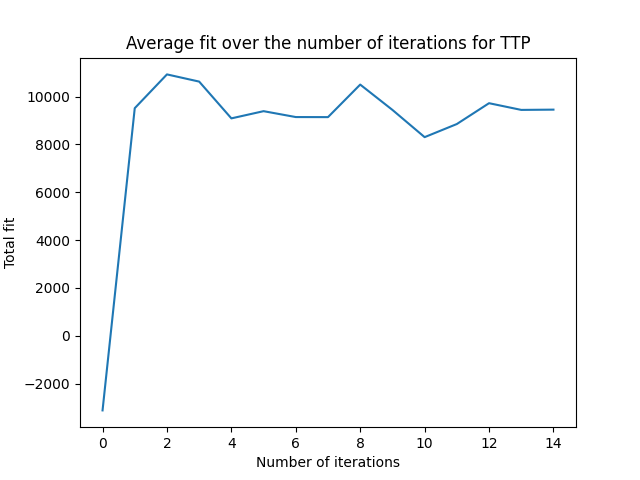 Average fit over the number of iterations for TTP
Total fit
10000
8000
6000
4000
2000
0
−2000
0 2 4 6 8 10 12 14
Number of iterations